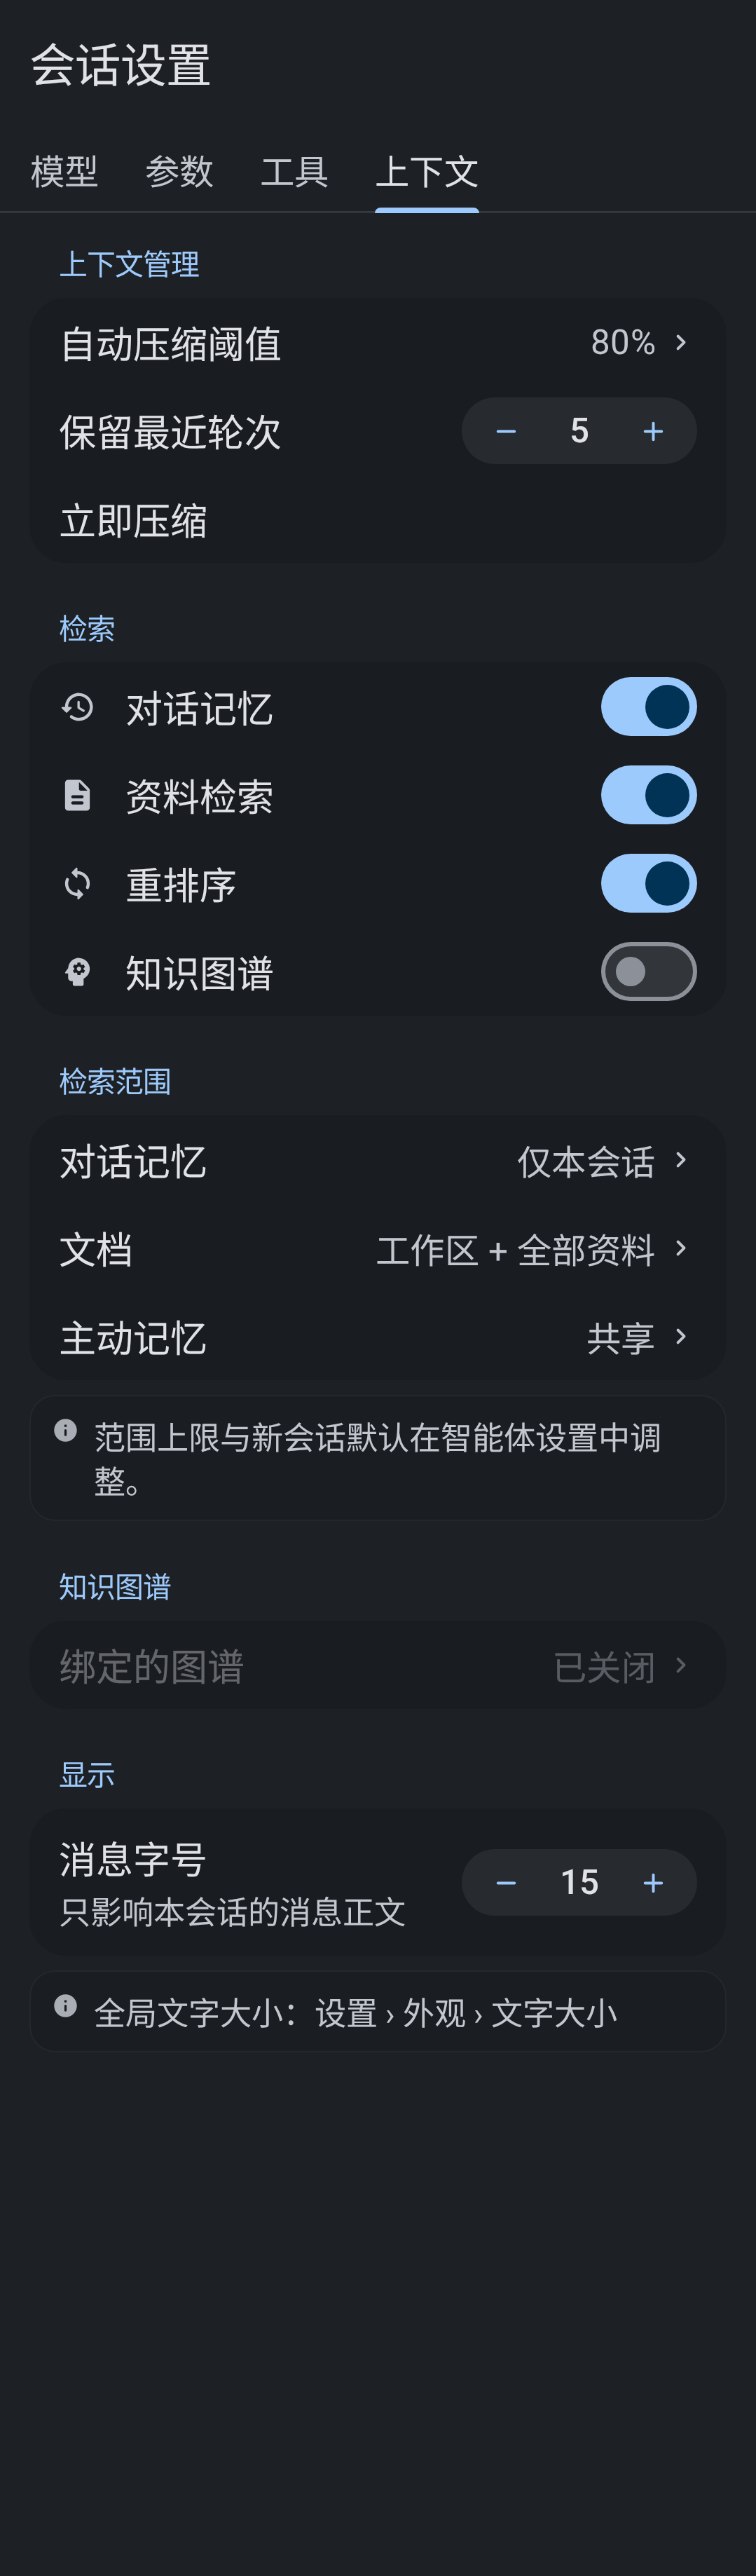 会话设置
模型 参数 工具 上下文
上下文管理
自动压缩阈值 80% ›
保留最近轮次 − 5 +
立即压缩
检索
对话记忆
资料检索
重排序
知识图谱
检索范围
对话记忆 仅本会话 ›
文档 工作区 + 全部资料 ›
主动记忆 共享 ›
范围上限与新会话默认在智能体设置中调
整。
知识图谱
绑定的图谱 已关闭 ›
显示
消息字号 − 15 +
只影响本会话的消息正文
全局文字大小：设置 › 外观 › 文字大小